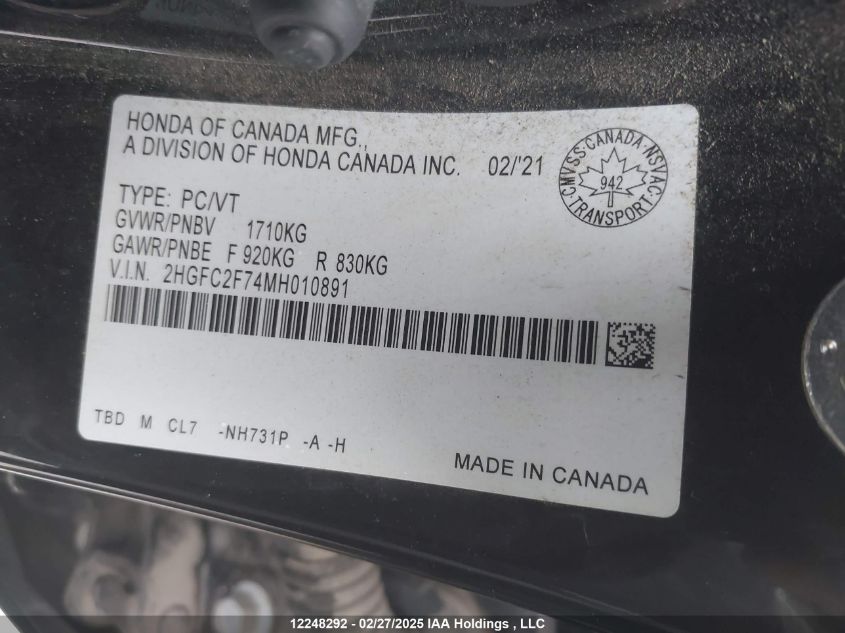 HONDA OF CANADA MFG.,
A DIVISION OF HONDA CANADA INC. 02/'21
CMVSS·CANADA·NSVAC
942
TRANSPORT
TYPE: PC/VT
GVWR/PNBV 1710KG
GAWR/PNBE F 920KG R 830KG
V.I.N. 2HGFC2F74MH010891
TBD M CL7 -NH731P -A -H
MADE IN CANADA
12248292 - 02/27/2025 IAA Holdings , LLC